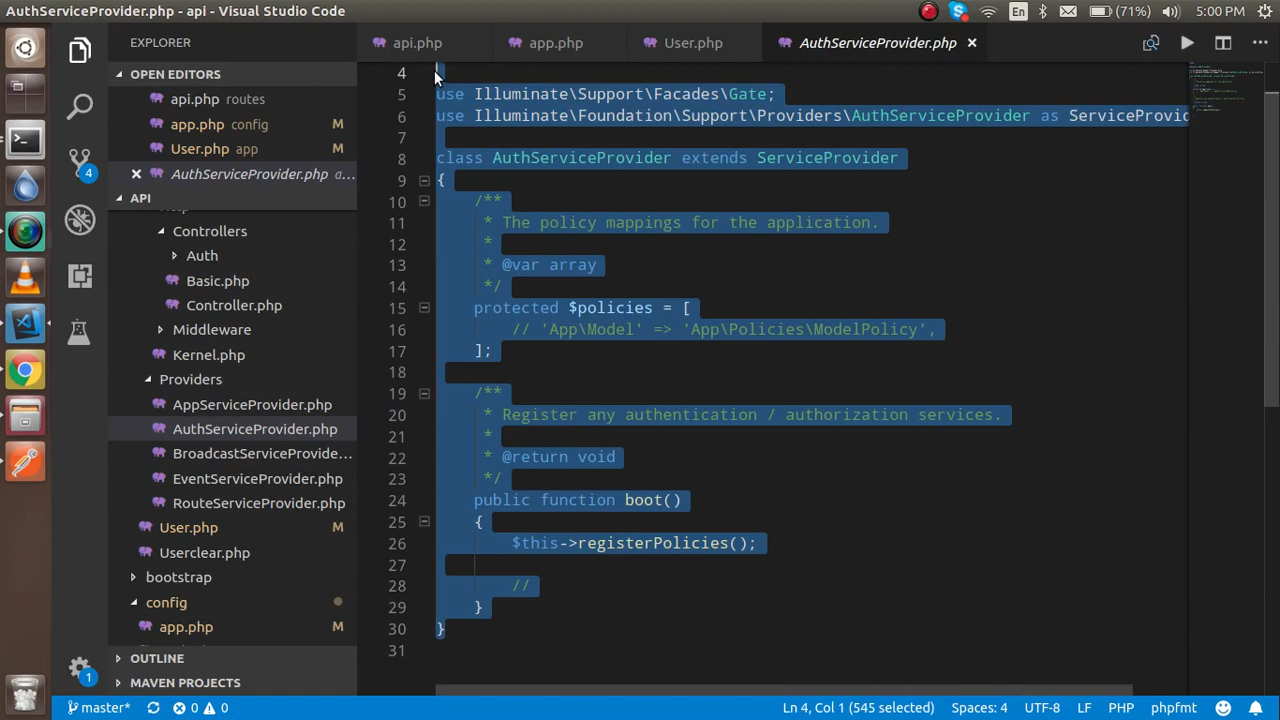 AuthServiceProvider.php - api - Visual Studio Code
En
(71%)
5:00 PM
EXPLORER
OPEN EDITORS
api.php routes
app.php config M
User.php app M
AuthServiceProvider.php a...
API
Controllers
Auth
Basic.php
Controller.php
Middleware
Kernel.php
Providers
AppServiceProvider.php
AuthServiceProvider.php
BroadcastServiceProvide...
EventServiceProvider.php
RouteServiceProvider.php
User.php M
Userclear.php
bootstrap
config
app.php M
OUTLINE
MAVEN PROJECTS
4
1
api.php
app.php
User.php
AuthServiceProvider.php
4
5 use Illuminate\Support\Facades\Gate;
6 use Illuminate\Foundation\Support\Providers\AuthServiceProvider as ServiceProvid
7
8 class AuthServiceProvider extends ServiceProvider
9 {
10 /**
11 * The policy mappings for the application.
12 *
13 * @var array
14 */
15 protected $policies = [
16 // 'App\Model' => 'App\Policies\ModelPolicy',
17 ];
18
19 /**
20 * Register any authentication / authorization services.
21 *
22 * @return void
23 */
24 public function boot()
25 {
26 $this->registerPolicies();
27
28 //
29 }
30 }
31
master*
0
0
Ln 4, Col 1 (545 selected)
Spaces: 4
UTF-8
LF
PHP
phpfmt